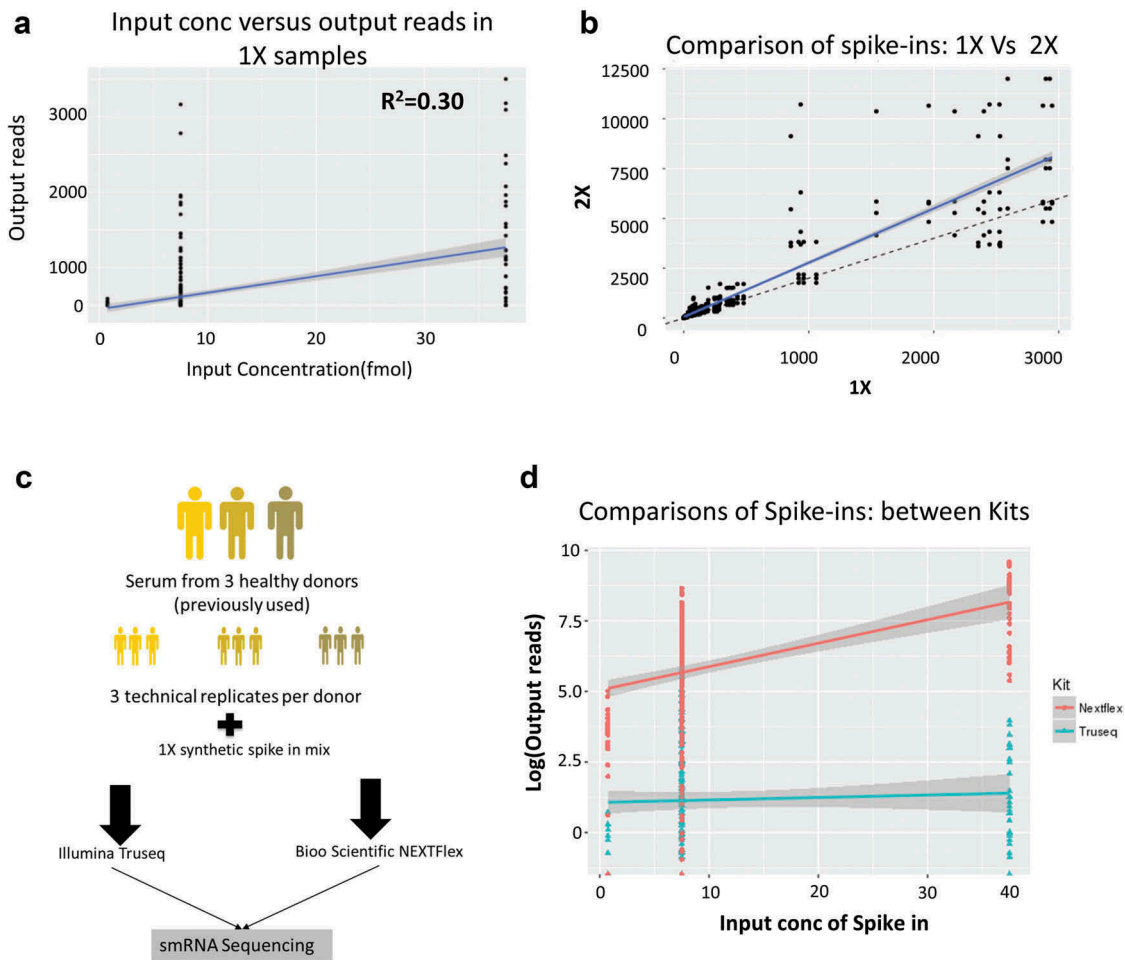 a
Input conc versus output reads in
1X samples
R²=0.30
Output reads
3000
2000
1000
0
0 10 20 30
Input Concentration(fmol)
b
Comparison of spike-ins: 1X Vs 2X
2X
12500
10000
7500
5000
2500
0
0 1000 2000 3000
1X
c
Serum from 3 healthy donors
(previously used)
3 technical replicates per donor
1X synthetic spike in mix
Illumina Truseq
Bioo Scientific NEXTFlex
smRNA Sequencing
d
Comparisons of Spike-ins: between Kits
Log(Output reads)
10
7.5
5.0
2.5
0
0 10 20 30 40
Input conc of Spike in
Kit
Nextflex
Truseq